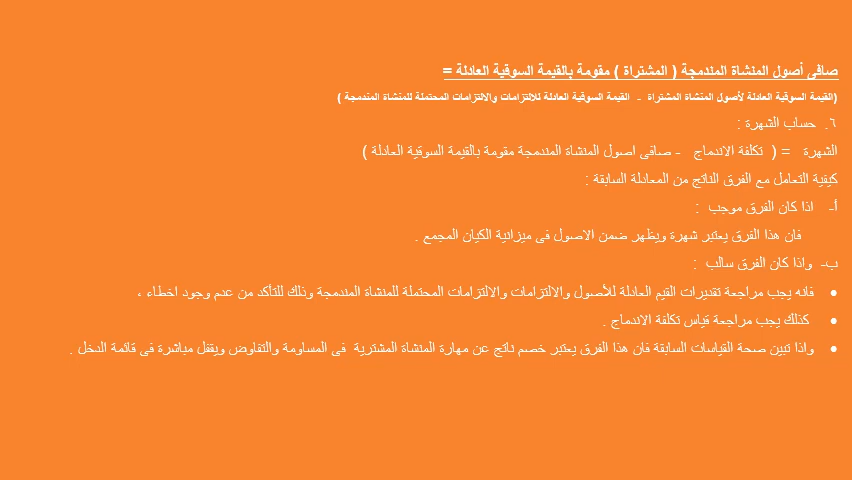 صافى أصول المنشاة المندمجة ( المشتراة ) مقومة بالقيمة السوقية العادلة =
(القيمة السوقية العادلة لأصول المنشاة المشتراة - القيمة السوقية العادلة للالتزامات والالتزامات المحتملة للمنشاة المندمجة )
٦. حساب الشهرة :
الشهرة = ( تكلفة الاندماج - صافى اصول المنشاة المندمجة مقومة بالقيمة السوقية العادلة )
كيفية التعامل مع الفرق الناتج من المعادلة السابقة :
أ- اذا كان الفرق موجب :
فان هذا الفرق يعتبر شهرة ويظهر ضمن الاصول فى ميزانية الكيان المجمع .
ب- واذا كان الفرق سالب :
● فانه يجب مراجعة تقديرات القيم العادلة للأصول والالتزامات والالتزامات المحتملة للمنشاة المندمجة وذلك للتأكد من عدم وجود اخطاء ،
● كذلك يجب مراجعة قياس تكلفة الاندماج .
● واذا تبين صحة القياسات السابقة فان هذا الفرق يعتبر خصم ناتج عن مهارة المنشاة المشترية فى المساومة والتفاوض ويقفل مباشرة فى قائمة الدخل .